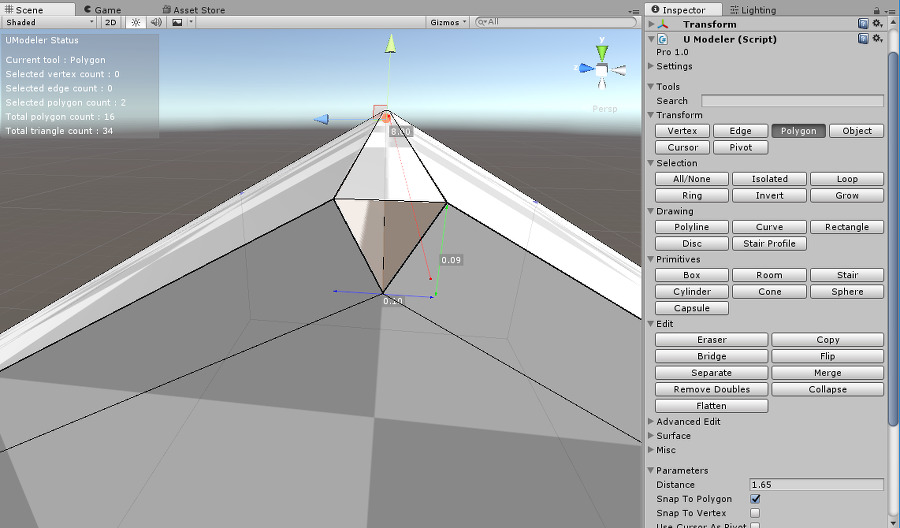 Scene Game Asset Store
Shaded 2D Gizmos All
UModeler Status
Current tool : Polygon
Selected vertex count : 0
Selected edge count : 0
Selected polygon count : 2
Total polygon count : 16
Total triangle count : 34
y
Persp
0.09
Inspector Lighting
Transform
U Modeler (Script)
Pro 1.0
Settings
Tools
Search
Transform
Vertex Edge Polygon Object
Cursor Pivot
Selection
All/None Isolated Loop
Ring Invert Grow
Drawing
Polyline Curve Rectangle
Disc Stair Profile
Primitives
Box Room Stair
Cylinder Cone Sphere
Capsule
Edit
Eraser Copy
Bridge Flip
Separate Merge
Remove Doubles Collapse
Flatten
Advanced Edit
Surface
Misc
Parameters
Distance 1.65
Snap To Polygon
Snap To Vertex
Use Cursor As Pivot